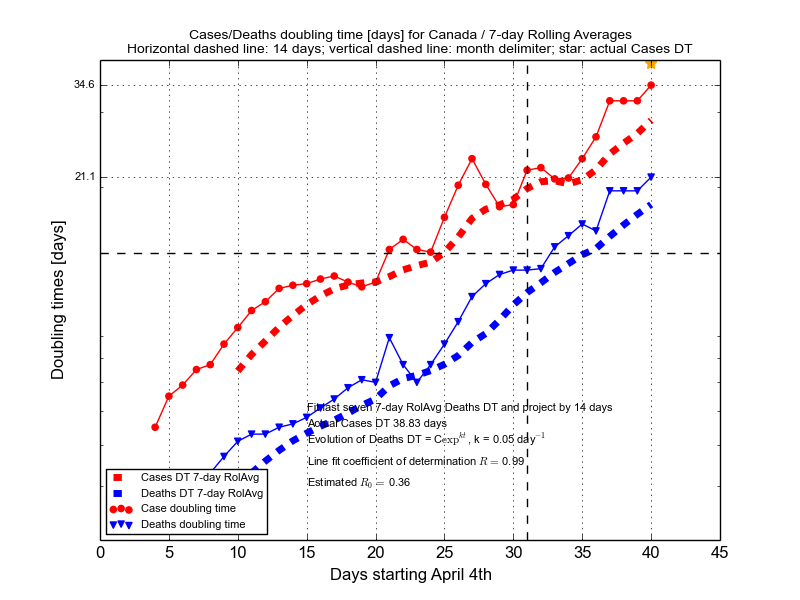 Cases/Deaths doubling time [days] for Canada / 7-day Rolling Averages
Horizontal dashed line: 14 days; vertical dashed line: month delimiter; star: actual Cases DT
34.6
21.1
Doubling times [days]
Fit last seven 7-day RolAvg Deaths DT and project by 14 days
Actual Cases DT 38.83 days
Evolution of Deaths DT = Cexp^{kt}, k = 0.05 day^{-1}
Line fit coefficient of determination R = 0.99
Estimated R_0 = 0.36
Cases DT 7-day RolAvg
Deaths DT 7-day RolAvg
Case doubling time
Deaths doubling time
0 5 10 15 20 25 30 35 40 45
Days starting April 4th